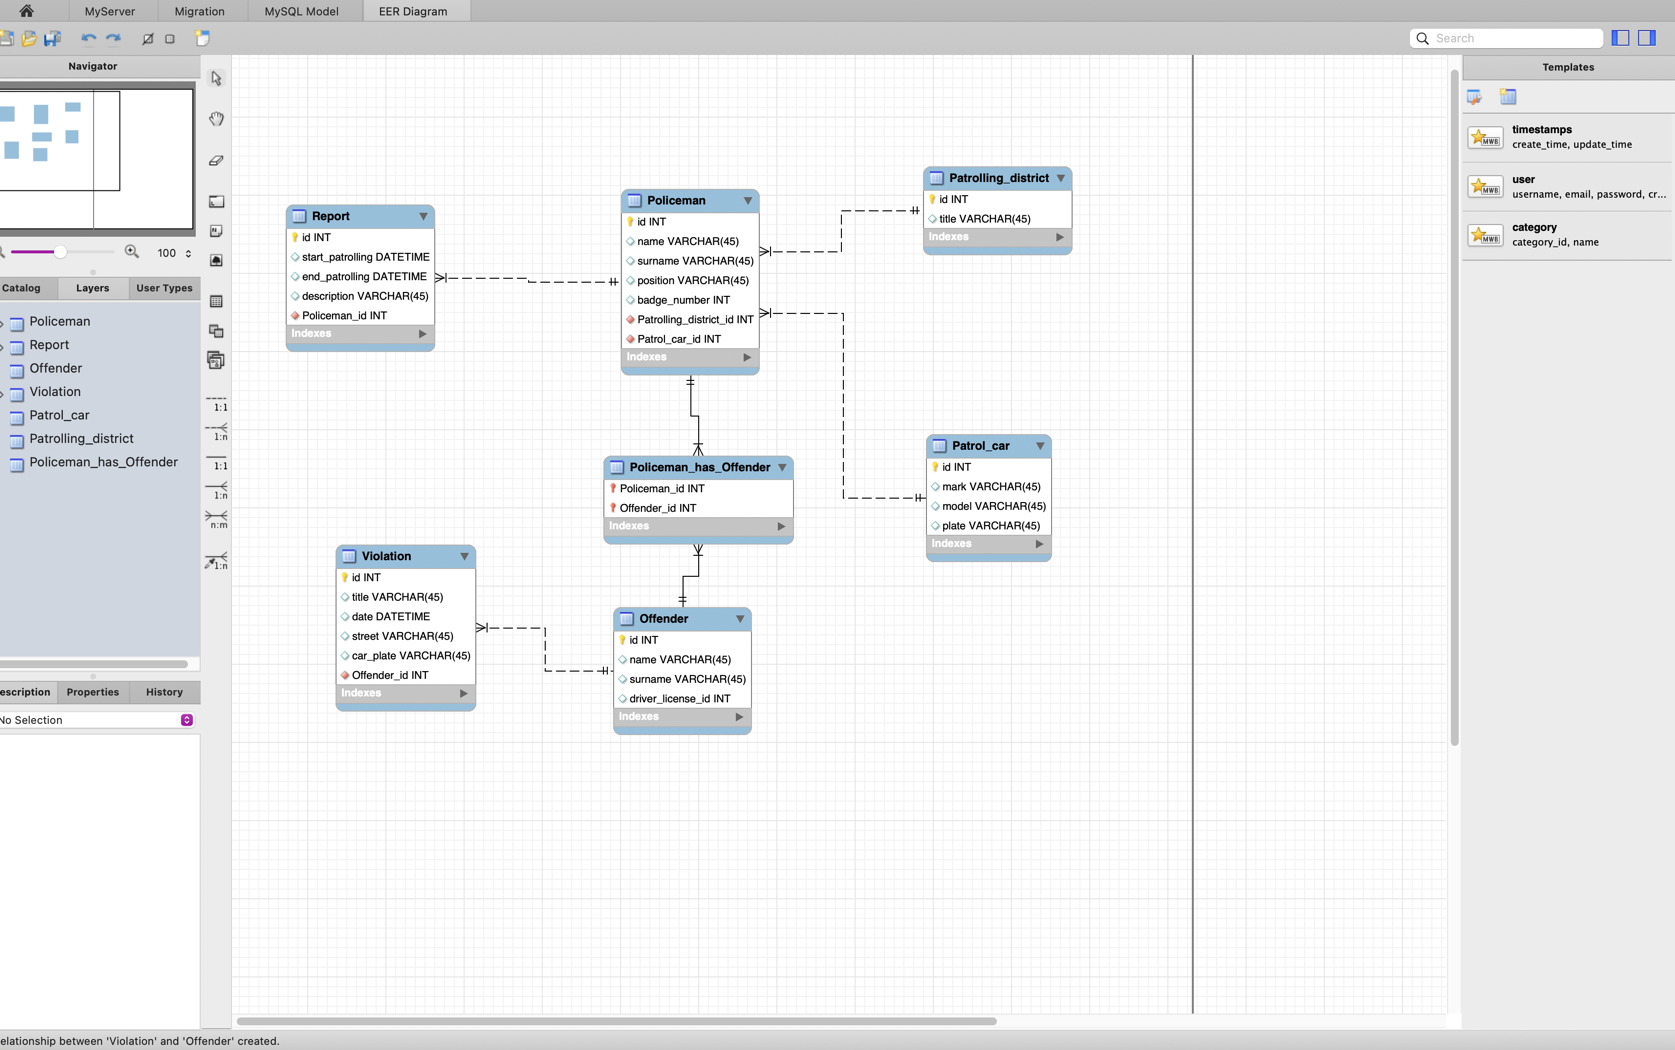 MyServer
Migration
MySQL Model
EER Diagram
Search
Navigator
100
Catalog
Layers
User Types
Policeman
Report
Offender
Violation
Patrol_car
Patrolling_district
Policeman_has_Offender
escription
Properties
History
No Selection
1:1
1:n
1:1
1:n
n:m
1:n
Report
id INT
start_patrolling DATETIME
end_patrolling DATETIME
description VARCHAR(45)
Policeman_id INT
Indexes
Policeman
id INT
name VARCHAR(45)
surname VARCHAR(45)
position VARCHAR(45)
badge_number INT
Patrolling_district_id INT
Patrol_car_id INT
Indexes
Patrolling_district
id INT
title VARCHAR(45)
Indexes
Patrol_car
id INT
mark VARCHAR(45)
model VARCHAR(45)
plate VARCHAR(45)
Indexes
Policeman_has_Offender
Policeman_id INT
Offender_id INT
Indexes
Violation
id INT
title VARCHAR(45)
date DATETIME
street VARCHAR(45)
car_plate VARCHAR(45)
Offender_id INT
Indexes
Offender
id INT
name VARCHAR(45)
surname VARCHAR(45)
driver_license_id INT
Indexes
Templates
MWB
timestamps
create_time, update_time
MWB
user
username, email, password, cr...
MWB
category
category_id, name
elationship between 'Violation' and 'Offender' created.